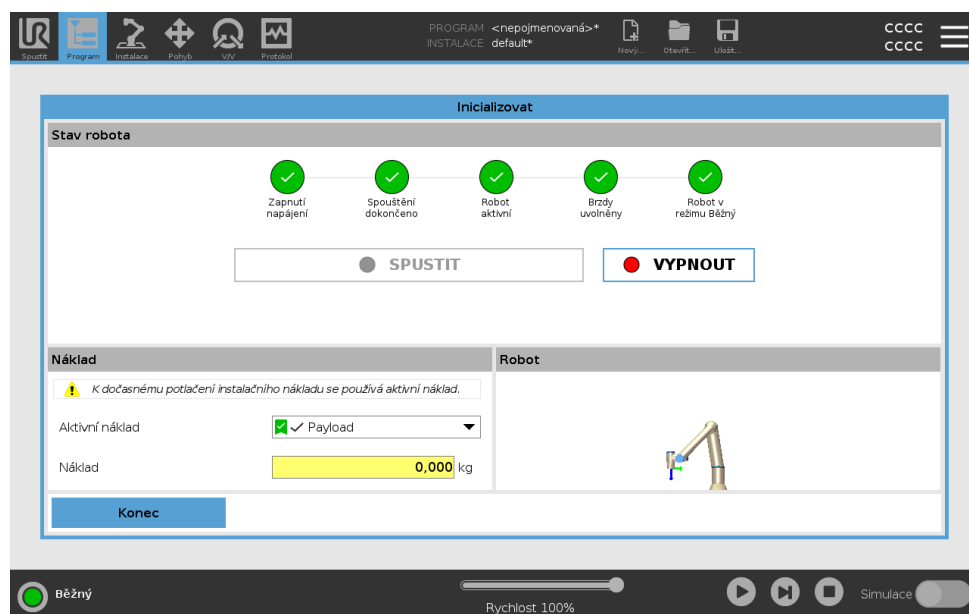 UR
PROGRAM <nepojmenovaná>*
INSTALACE default*
CCCC
CCCC
Spustit Program Instalace Pohyb V/V Protokol Nový... Otevřít... Uložit...
Inicializovat
Stav robota
Zapnutí napájení
Spouštění dokončeno
Robot aktivní
Brzdy uvolněny
Robot v režimu Běžný
SPUSTIT VYPNOUT
Náklad
K dočasnému potlačení instalačního nákladu se používá aktivní náklad.
Aktivní náklad Payload
Náklad 0,000 kg
Robot
Konec
Běžný
Rychlost 100%
Simulace